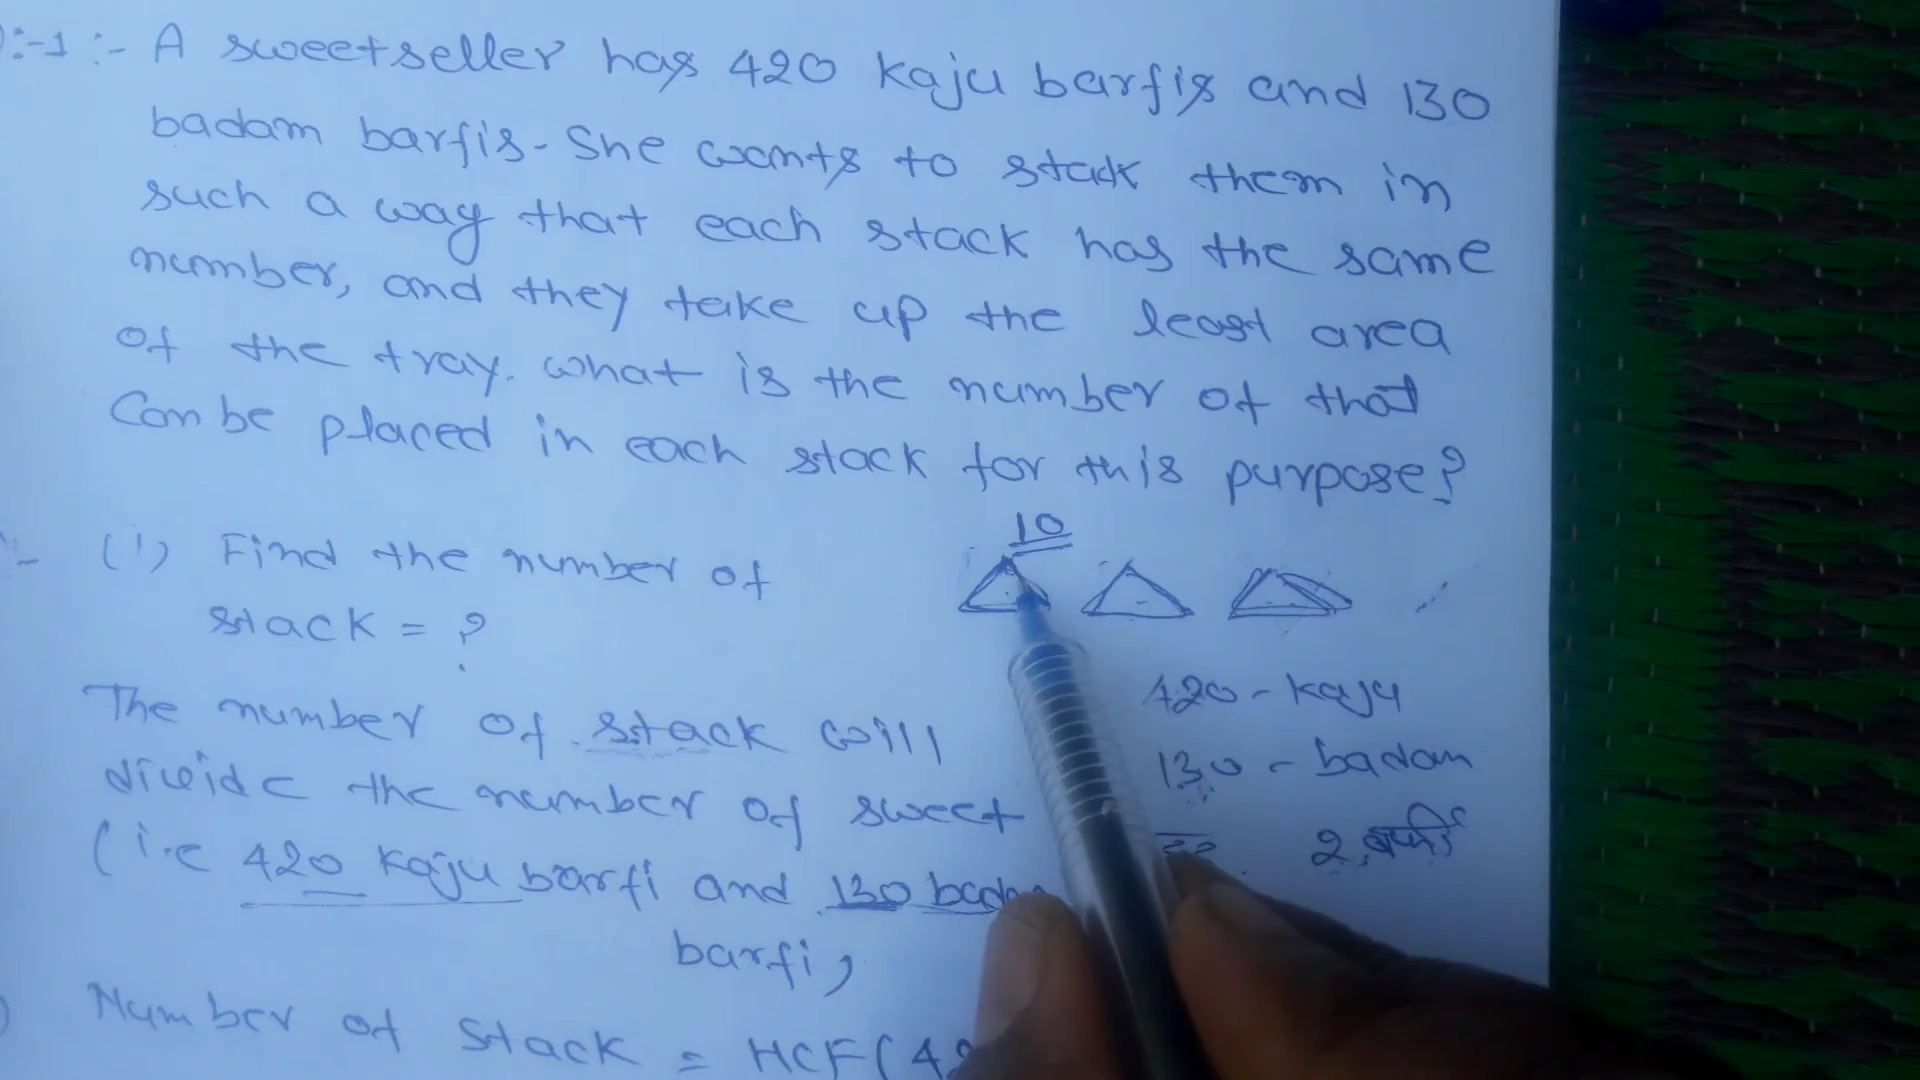 :-1 :- A sweetseller has 420 kaju barfis and 130
badam barfis. She wants to stack them in
such a way that each stack has the same
number, and they take up the least area
of the tray. what is the number of that
Can be placed in each stack for this purpose?
10
:- (i) Find the number of
stack = ?
The number of stack will
divide the number of sweet
(i.e 420 kaju barfi and 130 bada
barfi,
420 - kaju
130 - badam
2, बर्फी
Number of stack = HCF(42